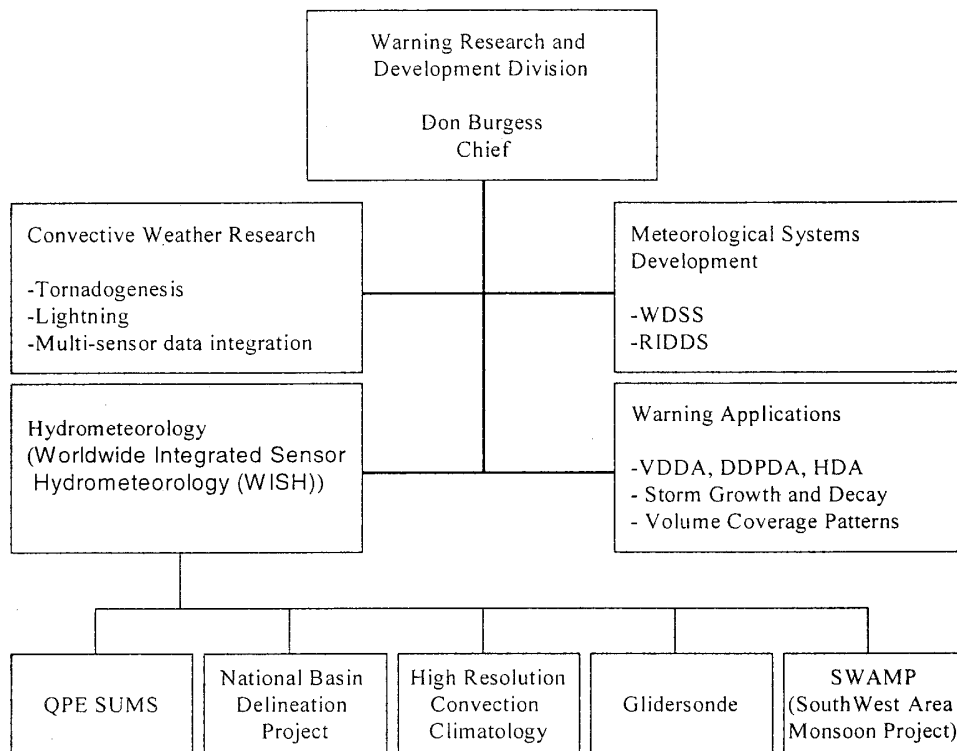 Warning Research and
Development Division
Don Burgess
Chief
Convective Weather Research
-Tornadogenesis
-Lightning
-Multi-sensor data integration
Meteorological Systems
Development
-WDSS
-RIDDS
Hydrometeorology
(Worldwide Integrated Sensor
Hydrometeorology (WISH))
Warning Applications
-VDDA, DDPDA, HDA
- Storm Growth and Decay
- Volume Coverage Patterns
QPE SUMS
National Basin
Delineation
Project
High Resolution
Convection
Climatology
Glidersonde
SWAMP
(SouthWest Area
Monsoon Project)